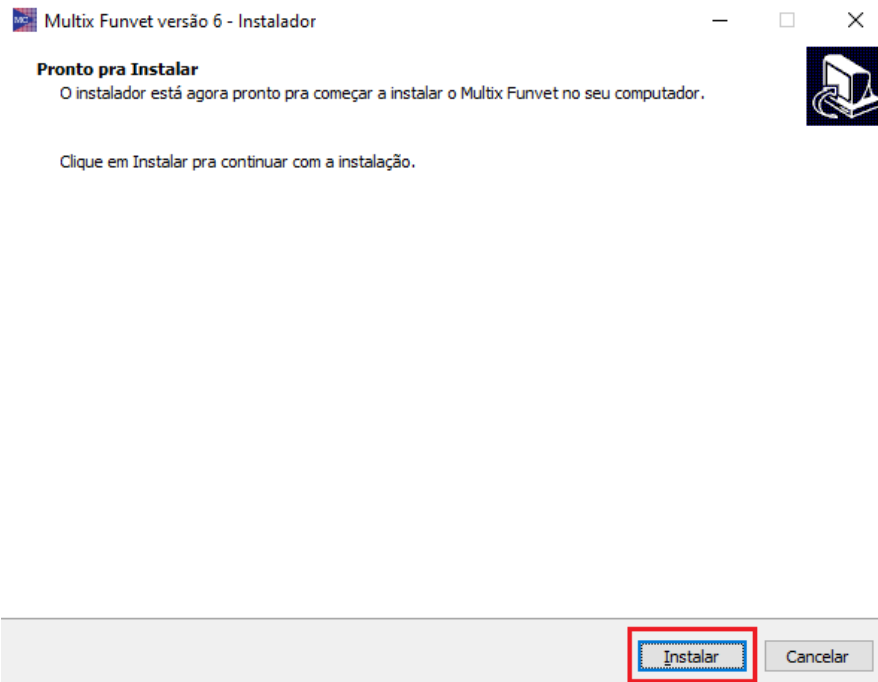 MC Multix Funvet versão 6 - Instalador
Pronto pra Instalar
O instalador está agora pronto pra começar a instalar o Multix Funvet no seu computador.
Clique em Instalar pra continuar com a instalação.
Instalar Cancelar